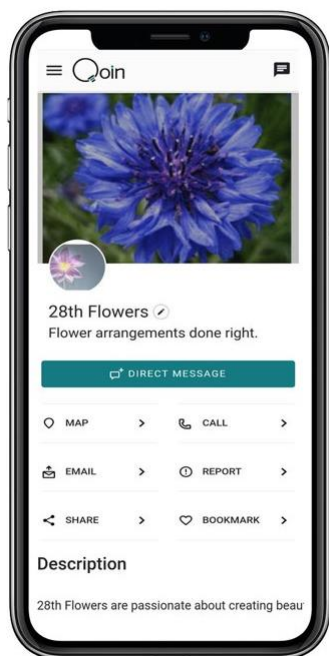 Qoin
28th Flowers
Flower arrangements done right.
DIRECT MESSAGE
MAP
CALL
EMAIL
REPORT
SHARE
BOOKMARK
Description
28th Flowers are passionate about creating beau